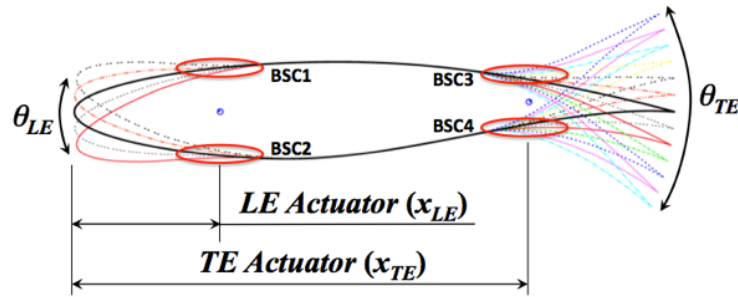 BSC1
BSC3
θLE
θTE
BSC4
BSC2
LE Actuator (xLE)
TE Actuator (xTE)